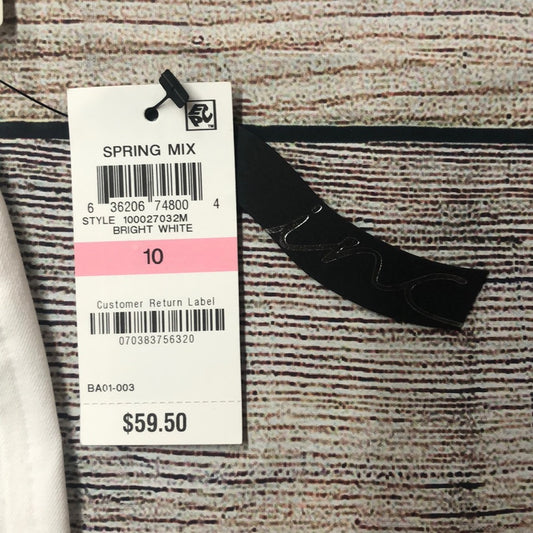 SPRING MIX
6 36206 74800 4
STYLE 100027032M
BRIGHT WHITE
10
Customer Return Label
070383756320
BA01-003
$59.50
inc